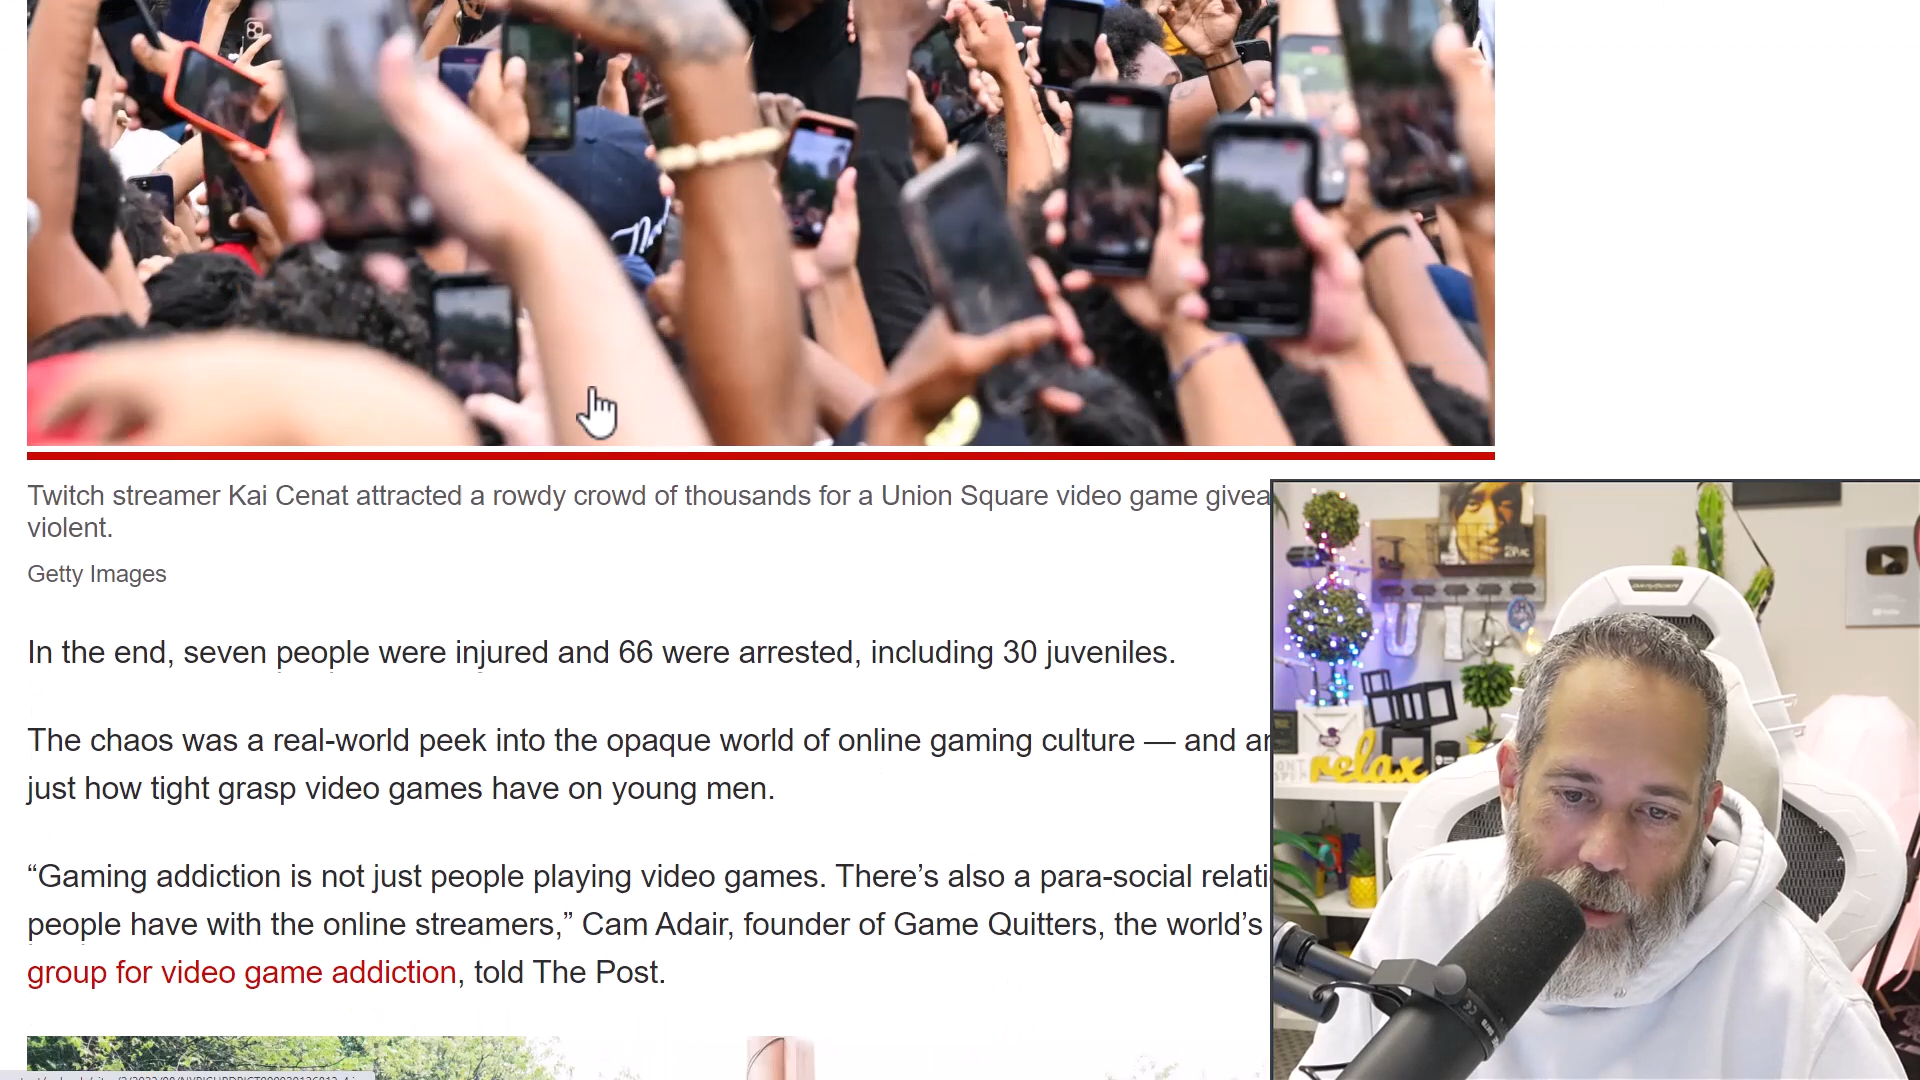 Twitch streamer Kai Cenat attracted a rowdy crowd of thousands for a Union Square video game givea
violent.
Getty Images
In the end, seven people were injured and 66 were arrested, including 30 juveniles.
The chaos was a real-world peek into the opaque world of online gaming culture — and
just how tight grasp video games have on young men.
“Gaming addiction is not just people playing video games. There’s also a para-social relati
people have with the online streamers,” Cam Adair, founder of Game Quitters, the world’s
group for video game addiction, told The Post.
2PAC
relax